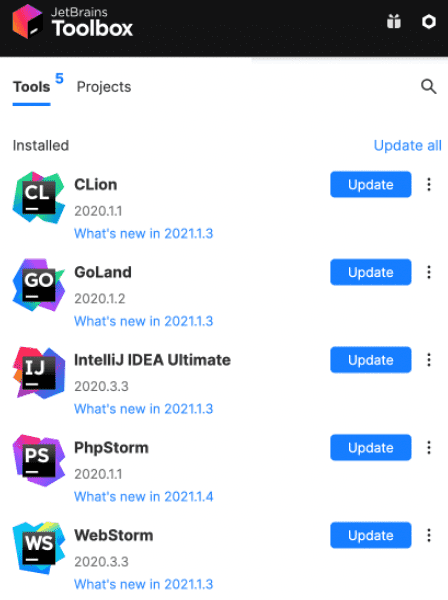 JetBrains
Toolbox
Tools 5 Projects
Installed Update all
CL CLion Update
2020.1.1
What's new in 2021.1.3
GO GoLand Update
2020.1.2
What's new in 2021.1.3
IJ IntelliJ IDEA Ultimate Update
2020.3.3
What's new in 2021.1.3
PS PhpStorm Update
2020.1.1
What's new in 2021.1.4
WS WebStorm Update
2020.3.3
What's new in 2021.1.3